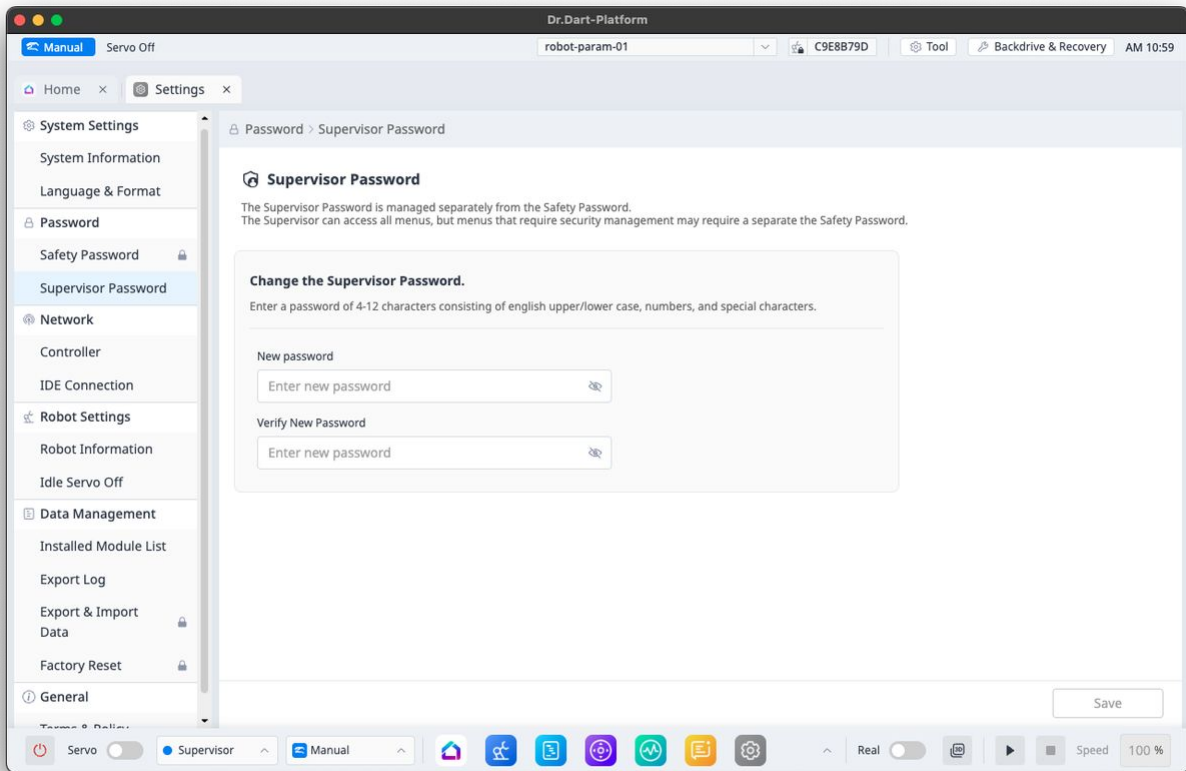 Dr.Dart-Platform
Manual Servo Off robot-param-01 C9E8B79D Tool Backdrive & Recovery AM 10:59
Home × Settings ×
System Settings
System Information
Language & Format
Password
Safety Password
Supervisor Password
Network
Controller
IDE Connection
Robot Settings
Robot Information
Idle Servo Off
Data Management
Installed Module List
Export Log
Export & Import
Data
Factory Reset
General
Terms & Policy
Password > Supervisor Password
Supervisor Password
The Supervisor Password is managed separately from the Safety Password.
The Supervisor can access all menus, but menus that require security management may require a separate the Safety Password.
Change the Supervisor Password.
Enter a password of 4-12 characters consisting of english upper/lower case, numbers, and special characters.
New password
Enter new password
Verify New Password
Enter new password
Save
Servo Supervisor Manual Real 3D Speed 100 %